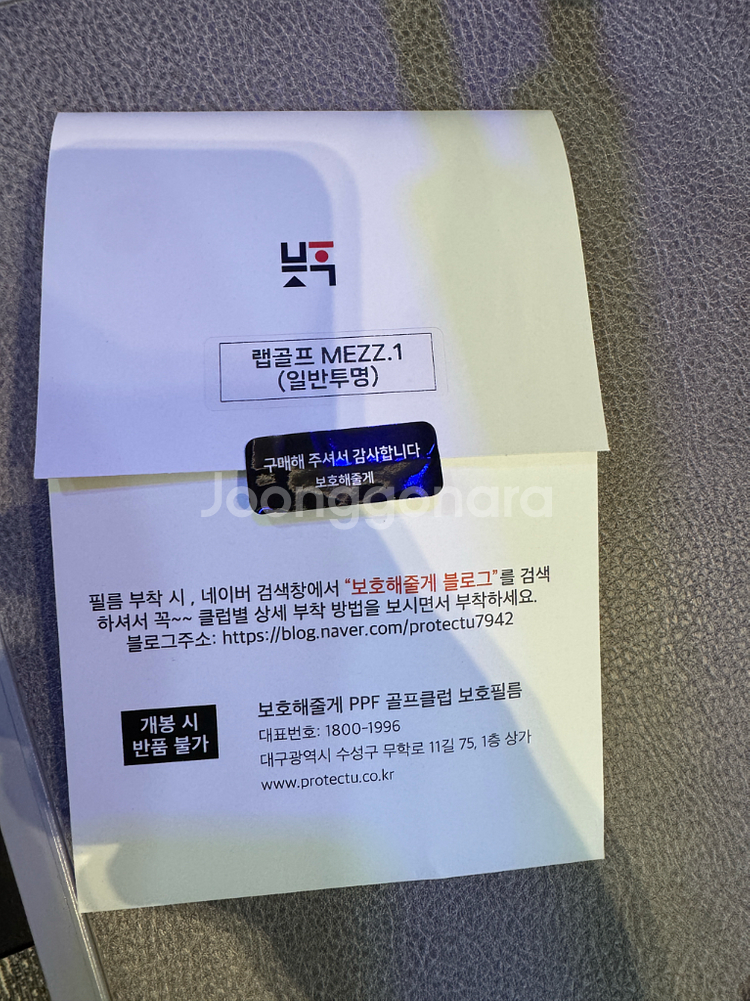 랩골프 MEZZ.1
(일반투명)
구매해 주셔서 감사합니다
보호해줄게
Joonggonara
필름 부착 시 , 네이버 검색창에서 “보호해줄게 블로그”를 검색
하셔서 꼭~~ 클럽별 상세 부착 방법을 보시면서 부착하세요.
블로그주소: https://blog.naver.com/protectu7942
개봉 시
반품 불가
보호해줄게 PPF 골프클럽 보호필름
대표번호: 1800-1996
대구광역시 수성구 무학로 11길 75, 1층 상가
www.protectu.co.kr